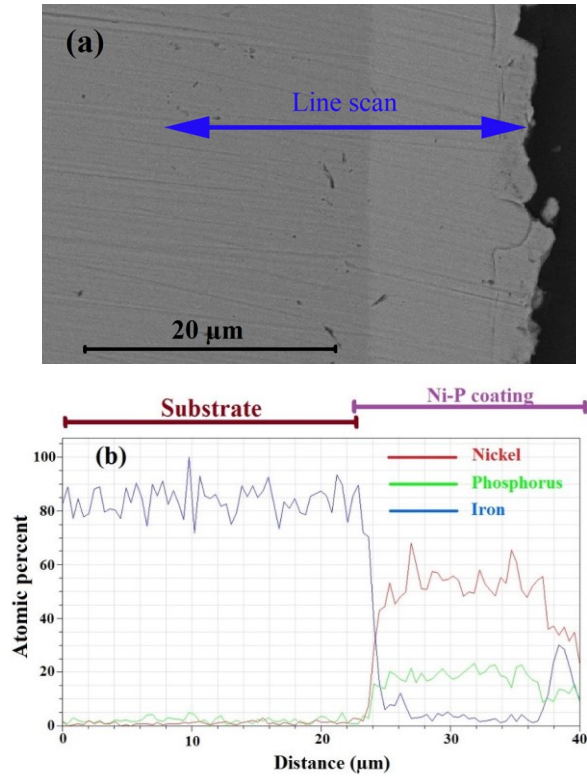 (a)
Line scan
20 µm
Substrate
Ni-P coating
(b)
Nickel
Phosphorus
Iron
100
80
60
40
20
0
Atomic percent
0 10 20 30 40
Distance (µm)